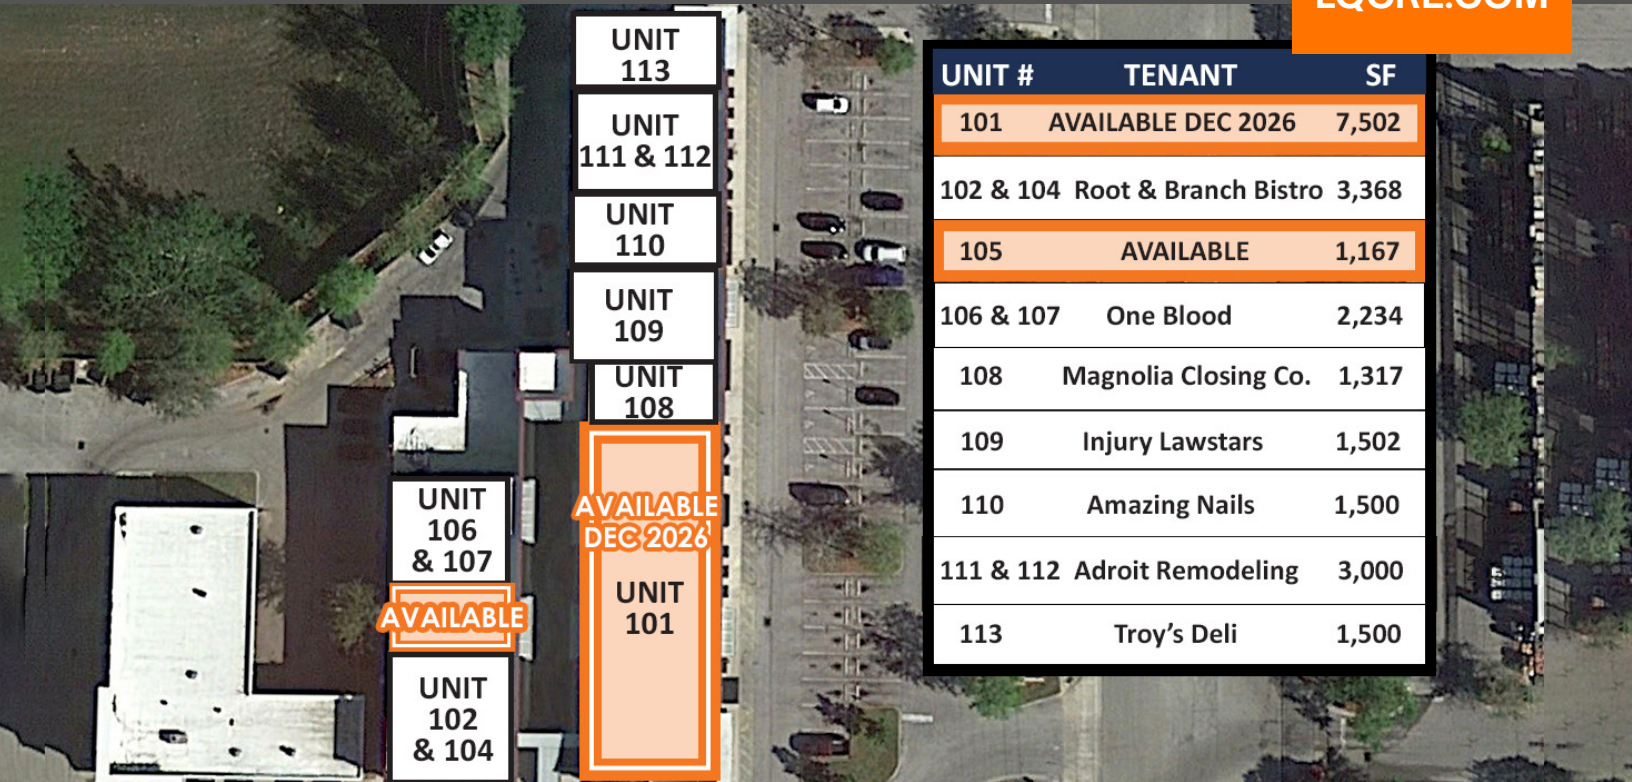 UNIT
113
UNIT
111 & 112
UNIT
110
UNIT
109
UNIT
108
AVAILABLE
DEC 2026
UNIT
101
UNIT
106
& 107
AVAILABLE
UNIT
102
& 104
LQCRE.COM
UNIT # TENANT SF
101 AVAILABLE DEC 2026 7,502
102 & 104 Root & Branch Bistro 3,368
105 AVAILABLE 1,167
106 & 107 One Blood 2,234
108 Magnolia Closing Co. 1,317
109 Injury Lawstars 1,502
110 Amazing Nails 1,500
111 & 112 Adroit Remodeling 3,000
113 Troy's Deli 1,500